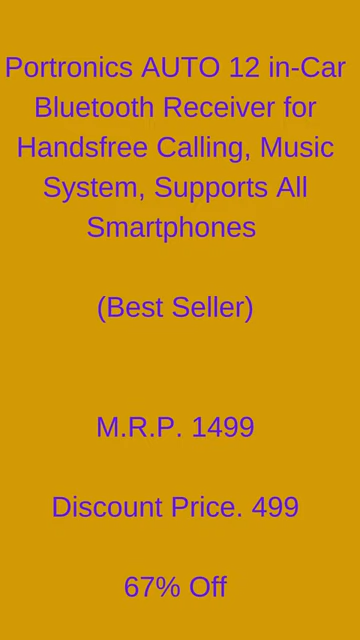 Portronics AUTO 12 in-Car
Bluetooth Receiver for
Handsfree Calling, Music
System, Supports All
Smartphones
(Best Seller)
M.R.P. 1499
Discount Price. 499
67% Off